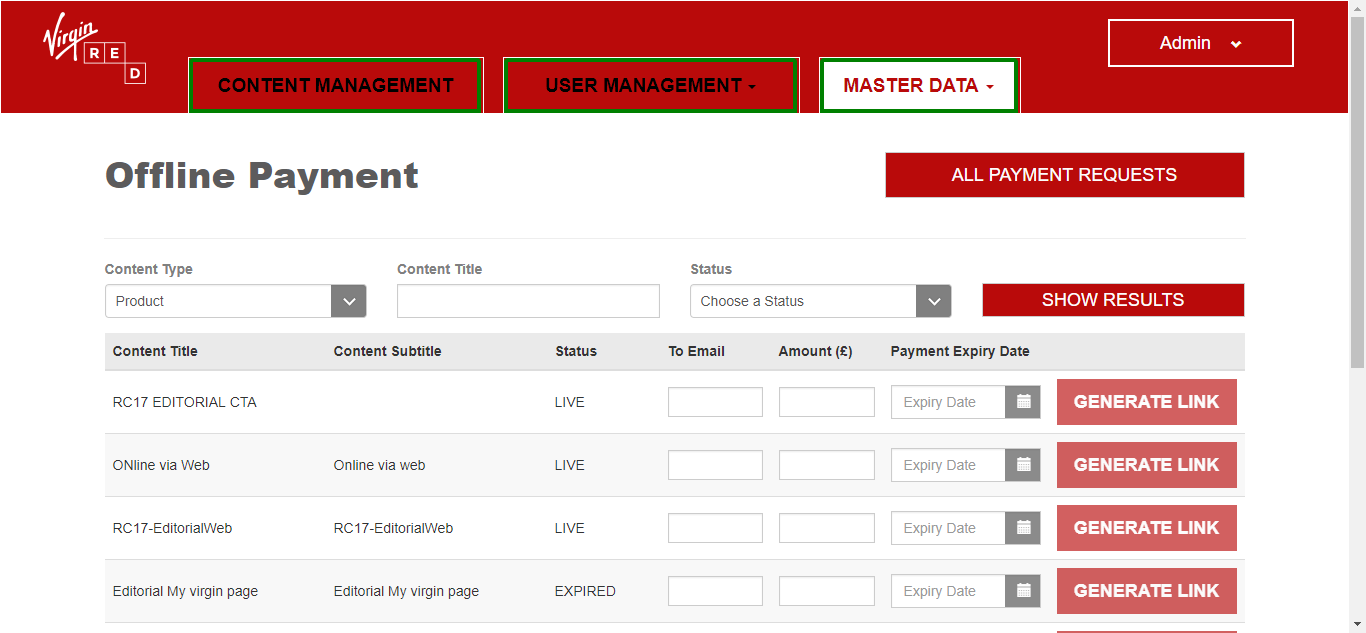 Virgin
RED
Admin
CONTENT MANAGEMENT USER MANAGEMENT MASTER DATA
Offline Payment
ALL PAYMENT REQUESTS
Content Type Content Title Status
Product Choose a Status SHOW RESULTS
Content Title Content Subtitle Status To Email Amount (£) Payment Expiry Date
RC17 EDITORIAL CTA LIVE Expiry Date GENERATE LINK
ONline via Web Online via web LIVE Expiry Date GENERATE LINK
RC17-EditorialWeb RC17-EditorialWeb LIVE Expiry Date GENERATE LINK
Editorial My virgin page Editorial My virgin page EXPIRED Expiry Date GENERATE LINK